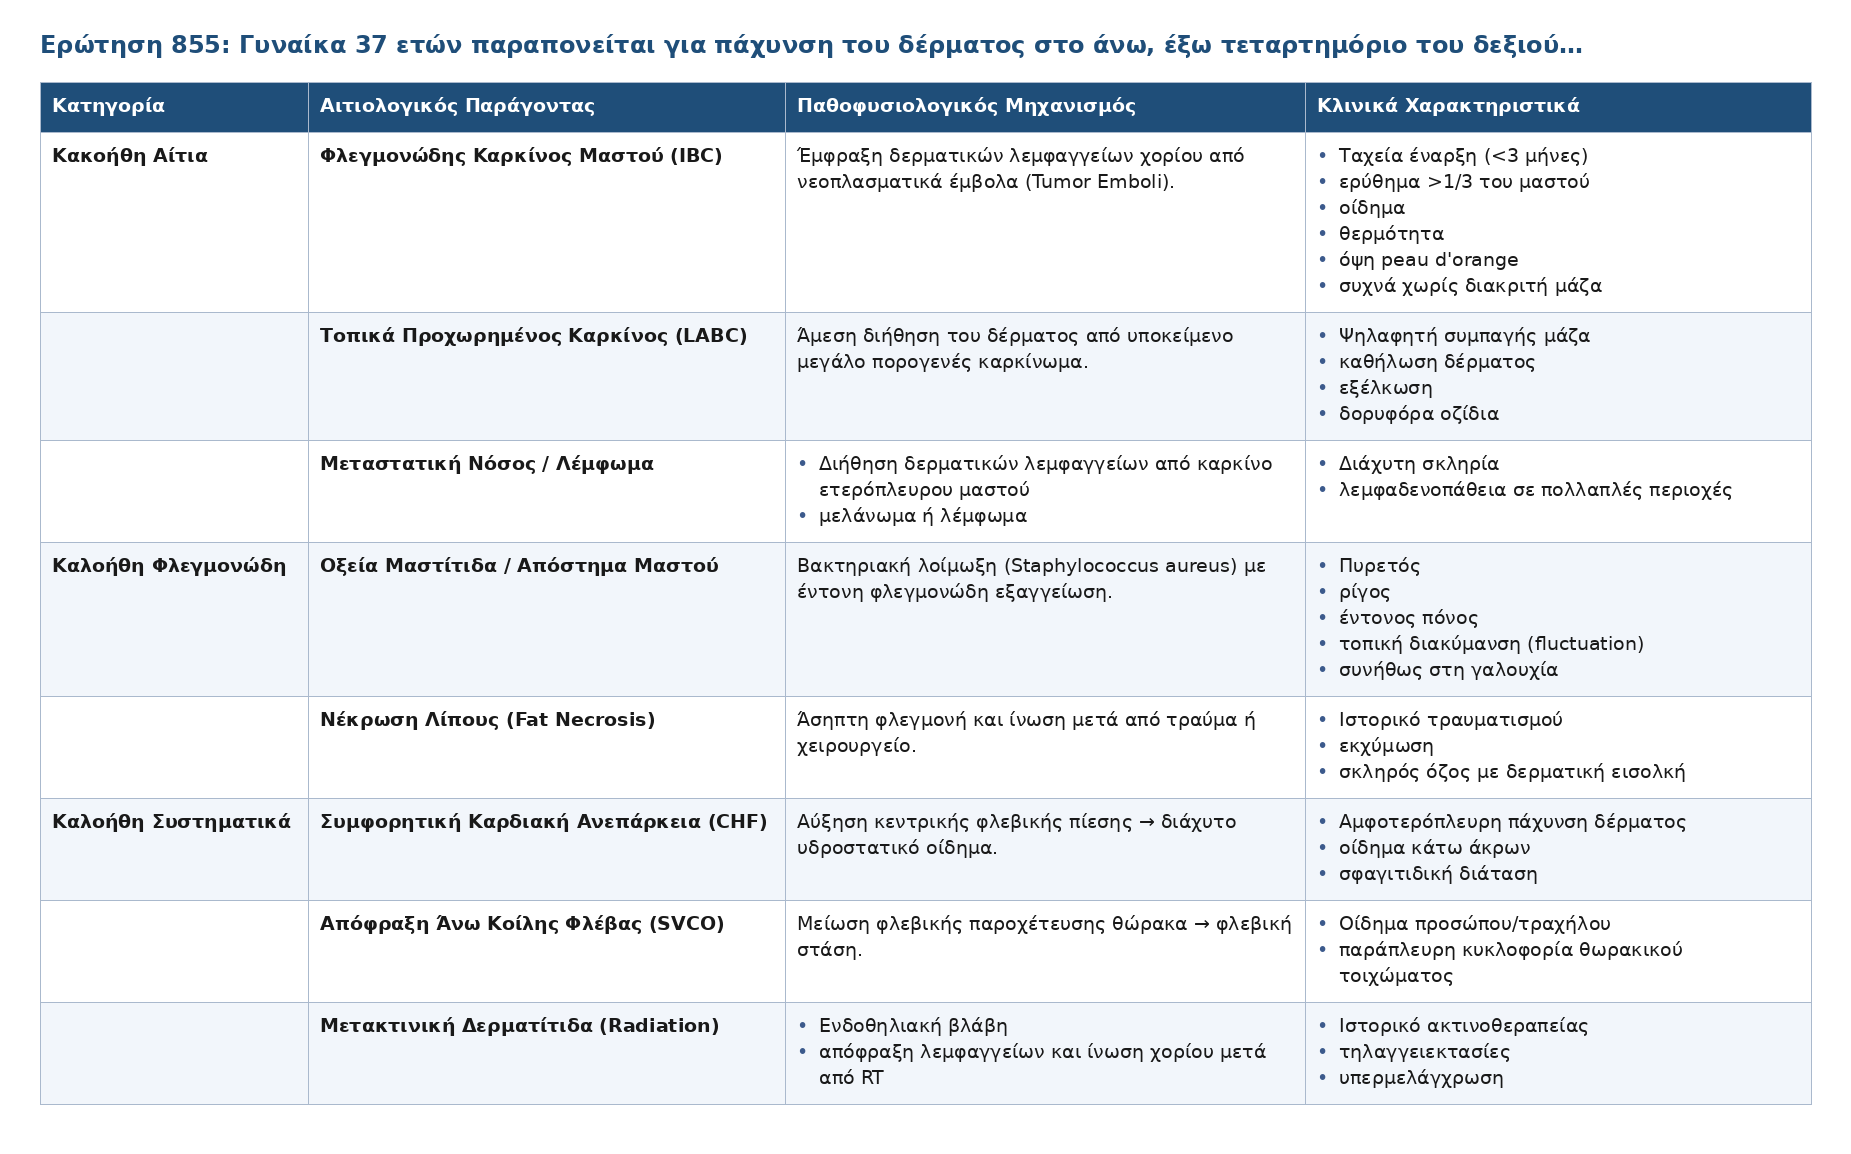 Ερώτηση 855: Γυναίκα 37 ετών παραπονείται για πάχυνση του δέρματος στο άνω, έξω τεταρτημόριο του δεξιού…
Κατηγορία
Αιτιολογικός Παράγοντας
Παθοφυσιολογικός Μηχανισμός
Κλινικά Χαρακτηριστικά
Κακοήθη Αίτια
Φλεγμονώδης Καρκίνος Μαστού (IBC)
Έμφραξη δερματικών λεμφαγγείων χορίου από
νεοπλασματικά έμβολα (Tumor Emboli).
• Ταχεία έναρξη (<3 μήνες)
• ερύθημα >1/3 του μαστού
• οίδημα
• θερμότητα
• όψη peau d'orange
• συχνά χωρίς διακριτή μάζα
Τοπικά Προχωρημένος Καρκίνος (LABC)
Άμεση διήθηση του δέρματος από υποκείμενο
μεγάλο πορογενές καρκίνωμα.
• Ψηλαφητή συμπαγής μάζα
• καθήλωση δέρματος
• εξέλκωση
• δορυφόρα οζίδια
Μεταστατική Νόσος / Λέμφωμα
• Διήθηση δερματικών λεμφαγγείων από καρκίνο
ετερόπλευρου μαστού
• μελάνωμα ή λέμφωμα
• Διάχυτη σκληρία
• λεμφαδενοπάθεια σε πολλαπλές περιοχές
Καλοήθη Φλεγμονώδη
Οξεία Μαστίτιδα / Απόστημα Μαστού
Βακτηριακή λοίμωξη (Staphylococcus aureus) με
έντονη φλεγμονώδη εξαγγείωση.
• Πυρετός
• ρίγος
• έντονος πόνος
• τοπική διακύμανση (fluctuation)
• συνήθως στη γαλουχία
Νέκρωση Λίπους (Fat Necrosis)
Άσηπτη φλεγμονή και ίνωση μετά από τραύμα ή
χειρουργείο.
• Ιστορικό τραυματισμού
• εκχύμωση
• σκληρός όζος με δερματική εισολκή
Καλοήθη Συστηματικά
Συμφορητική Καρδιακή Ανεπάρκεια (CHF)
Αύξηση κεντρικής φλεβικής πίεσης → διάχυτο
υδροστατικό οίδημα.
• Αμφοτερόπλευρη πάχυνση δέρματος
• οίδημα κάτω άκρων
• σφαγιτιδική διάταση
Απόφραξη Άνω Κοίλης Φλέβας (SVCO)
Μείωση φλεβικής παροχέτευσης θώρακα → φλεβική
στάση.
• Οίδημα προσώπου/τραχήλου
• παράπλευρη κυκλοφορία θωρακικού
τοιχώματος
Μετακτινική Δερματίτιδα (Radiation)
• Ενδοθηλιακή βλάβη
• απόφραξη λεμφαγγείων και ίνωση χορίου μετά
από RT
• Ιστορικό ακτινοθεραπείας
• τηλαγγειεκτασίες
• υπερμελάγχρωση